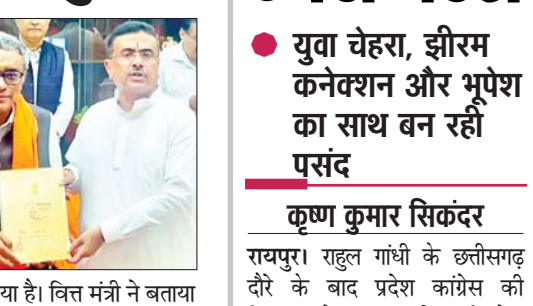 युवा चेहरा, झीरम
कनेक्शन और भूपेश
का साथ बन रही
पसंद
कृष्ण कुमार सिकंदर
रायपुर। राहुल गांधी के छत्तीसगढ़
दौरे के बाद प्रदेश कांग्रेस की
या है। वित्त मंत्री ने बताया